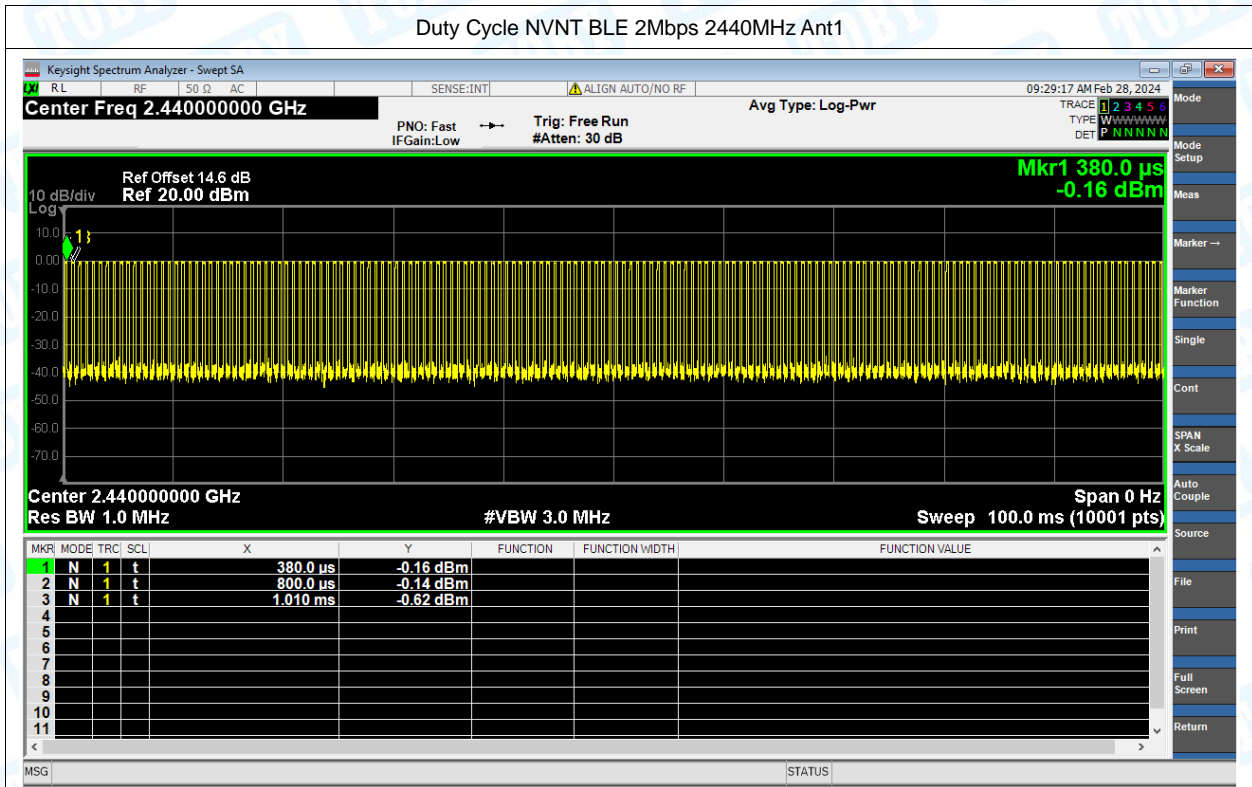 Duty Cycle NVNT BLE 2Mbps 2440MHz Ant1
Keysight Spectrum Analyzer - Swept SA
LXI RL RF 50 Ω AC SENSE:INT ALIGN AUTO/NO RF 09:29:17 AM Feb 28, 2024
Center Freq 2.440000000 GHz Avg Type: Log-Pwr TRACE 1 2 3 4 5 6
PNO: Fast Trig: Free Run TYPE WWWWWW
IFGain:Low #Atten: 30 dB DET P N N N N N
Mode
Mode Setup
Meas
Marker →
Marker Function
Single
Cont
SPAN X Scale
Auto Couple
Source
File
Print
Full Screen
Return
Mkr1 380.0 µs
-0.16 dBm
Ref Offset 14.6 dB
10 dB/div Ref 20.00 dBm
Log
10.0
0.00
-10.0
-20.0
-30.0
-40.0
-50.0
-60.0
-70.0
1
3
Center 2.440000000 GHz Span 0 Hz
Res BW 1.0 MHz #VBW 3.0 MHz Sweep 100.0 ms (10001 pts)
MKR MODE TRC SCL X Y FUNCTION FUNCTION WIDTH FUNCTION VALUE
1 N 1 t 380.0 µs -0.16 dBm
2 N 1 t 800.0 µs -0.14 dBm
3 N 1 t 1.010 ms -0.62 dBm
4
5
6
7
8
9
10
11
MSG STATUS
TOBY